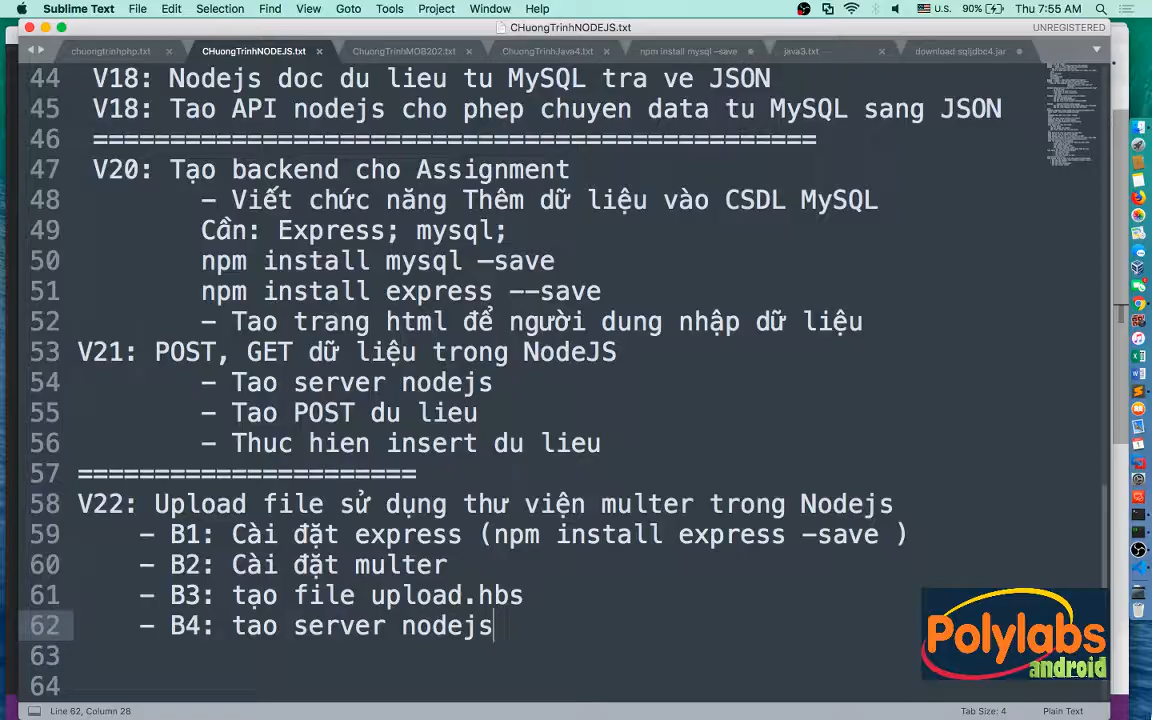 Sublime Text File Edit Selection Find View Goto Tools Project Window Help U.S. 90% Thu 7:55 AM
CHuongTrinhNODEJS.txt UNREGISTERED
chuongtrinhphp.txt CHuongTrinhNODEJS.txt ChuongTrinhMOB202.txt ChuongTrinhJava4.txt npm install mysql –save java3.txt download sqljdbc4.jar
44 V18: Nodejs doc du lieu tu MySQL tra ve JSON
45 V18: Tao API nodejs cho phep chuyen data tu MySQL sang JSON
46 ===============================================
47 V20: Tạo backend cho Assignment
48 – Viết chức năng Thêm dữ liệu vào CSDL MySQL
49 Cần: Express; mysql;
50 npm install mysql –save
51 npm install express --save
52 – Tao trang html để người dung nhập dữ liệu
53 V21: POST, GET dữ liệu trong NodeJS
54 – Tao server nodejs
55 – Tao POST du lieu
56 – Thuc hien insert du lieu
57 ======================
58 V22: Upload file sử dụng thư viện multer trong Nodejs
59 – B1: Cài đặt express (npm install express –save )
60 – B2: Cài đặt multer
61 – B3: tạo file upload.hbs
62 – B4: tao server nodejs
63
64
Polylabs
android
Line 62, Column 28 Tab Size: 4 Plain Text